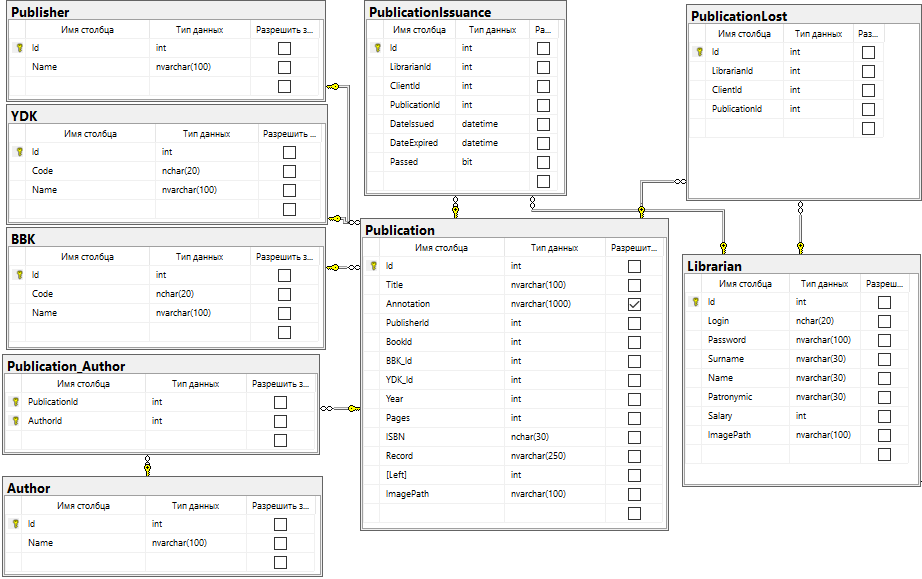 Publisher
Имя столбца Тип данных Разрешить з...
Id int
Name nvarchar(100)
YDK
Имя столбца Тип данных Разрешить ...
Id int
Code nchar(20)
Name nvarchar(100)
BBK
Имя столбца Тип данных Разрешить з...
Id int
Code nchar(20)
Name nvarchar(100)
Publication_Author
Имя столбца Тип данных Разрешить з...
PublicationId int
AuthorId int
Author
Имя столбца Тип данных Разрешить з...
Id int
Name nvarchar(100)
PublicationIssuance
Имя столбца Тип данных Ра...
Id int
LibrarianId int
ClientId int
PublicationId int
DateIssued datetime
DateExpired datetime
Passed bit
Publication
Имя столбца Тип данных Разрешит...
Id int
Title nvarchar(100)
Annotation nvarchar(1000)
PublisherId int
BookId int
BBK_Id int
YDK_Id int
Year int
Pages int
ISBN nchar(30)
Record nvarchar(250)
[Left] int
ImagePath nvarchar(100)
PublicationLost
Имя столбца Тип данных Раз...
Id int
LibrarianId int
ClientId int
PublicationId int
Librarian
Имя столбца Тип данных Разреш...
Id int
Login nchar(20)
Password nvarchar(100)
Surname nvarchar(30)
Name nvarchar(30)
Patronymic nvarchar(30)
Salary int
ImagePath nvarchar(100)